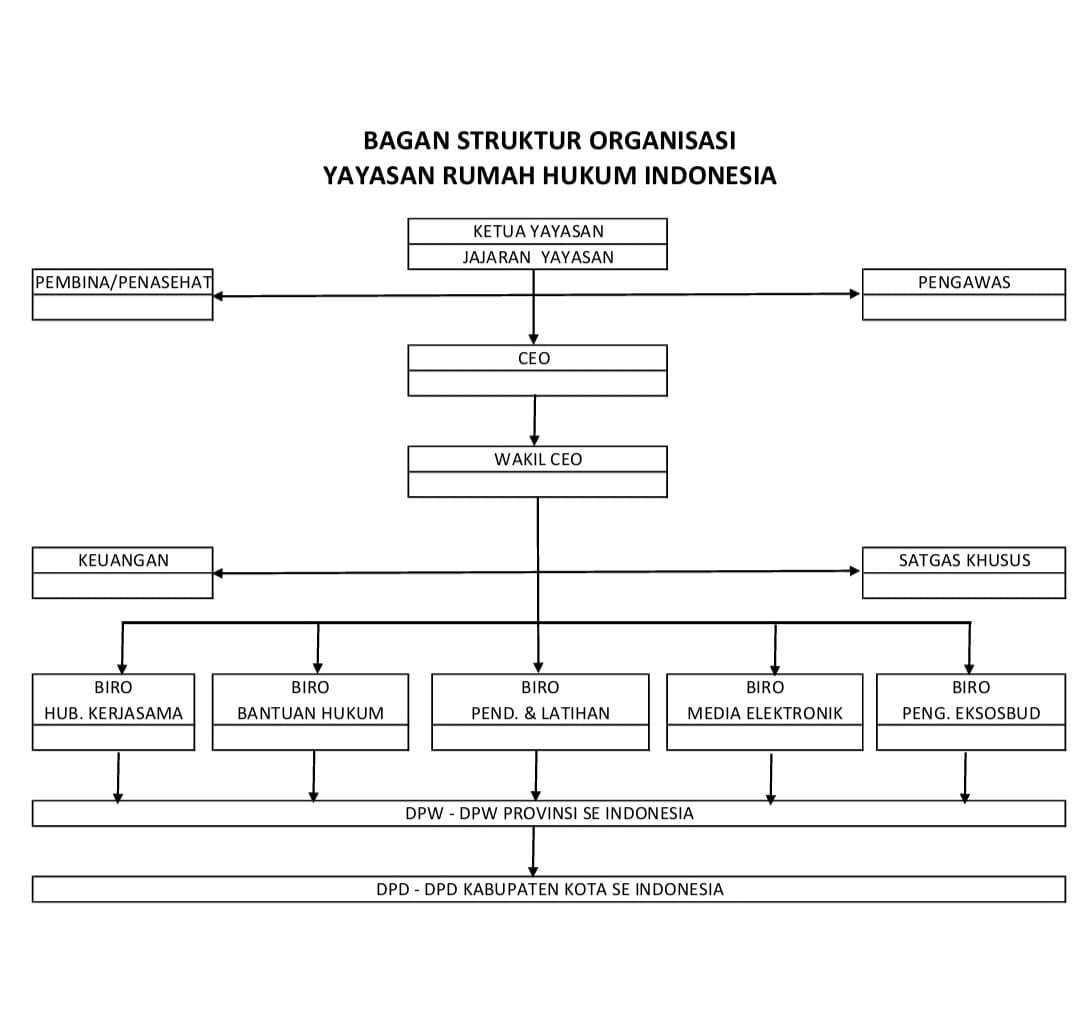 BAGAN STRUKTUR ORGANISASI
YAYASAN RUMAH HUKUM INDONESIA
KETUA YAYASAN
JAJARAN YAYASAN
PEMBINA/PENASEHAT
PENGAWAS
CEO
WAKIL CEO
KEUANGAN
SATGAS KHUSUS
BIRO
HUB. KERJASAMA
BIRO
BANTUAN HUKUM
BIRO
PEND. & LATIHAN
BIRO
MEDIA ELEKTRONIK
BIRO
PENG. EKSOSBUD
DPW - DPW PROVINSI SE INDONESIA
DPD - DPD KABUPATEN KOTA SE INDONESIA